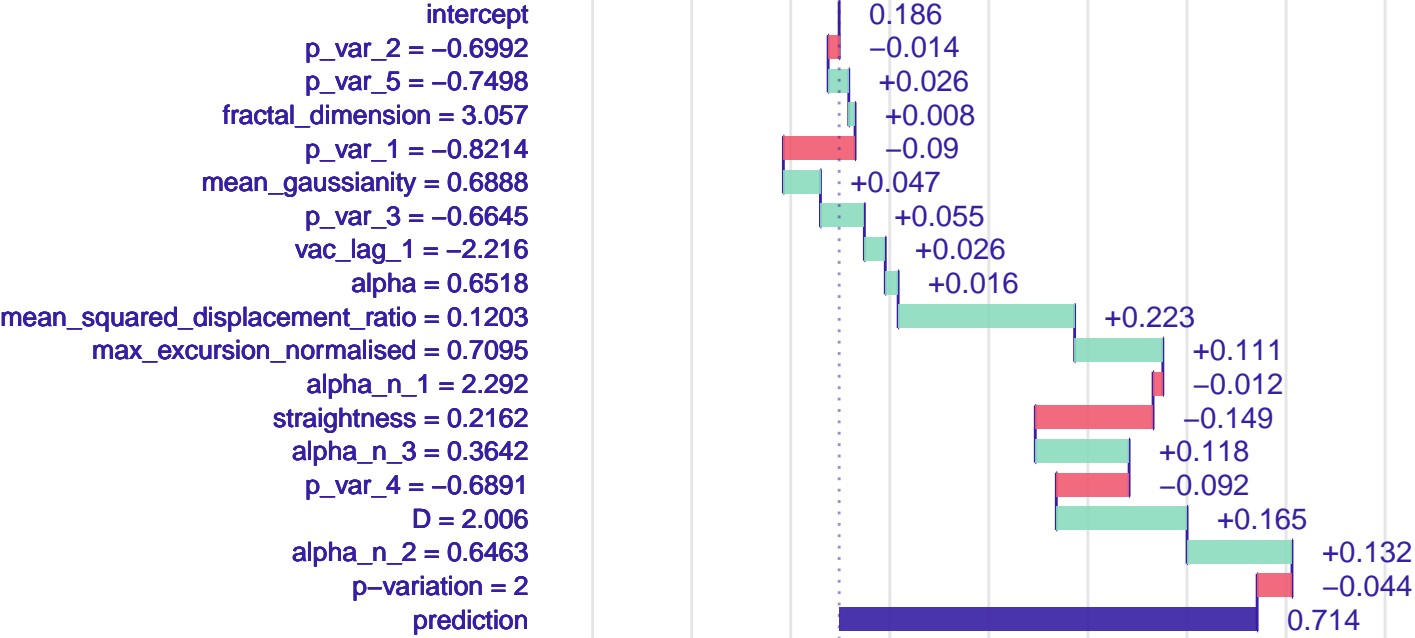 intercept 0.186
p_var_2 = −0.6992 −0.014
p_var_5 = −0.7498 +0.026
fractal_dimension = 3.057 +0.008
p_var_1 = −0.8214 −0.09
mean_gaussianity = 0.6888 +0.047
p_var_3 = −0.6645 +0.055
vac_lag_1 = −2.216 +0.026
alpha = 0.6518 +0.016
mean_squared_displacement_ratio = 0.1203 +0.223
max_excursion_normalised = 0.7095 +0.111
alpha_n_1 = 2.292 −0.012
straightness = 0.2162 −0.149
alpha_n_3 = 0.3642 +0.118
p_var_4 = −0.6891 −0.092
D = 2.006 +0.165
alpha_n_2 = 0.6463 +0.132
p−variation = 2 −0.044
prediction 0.714